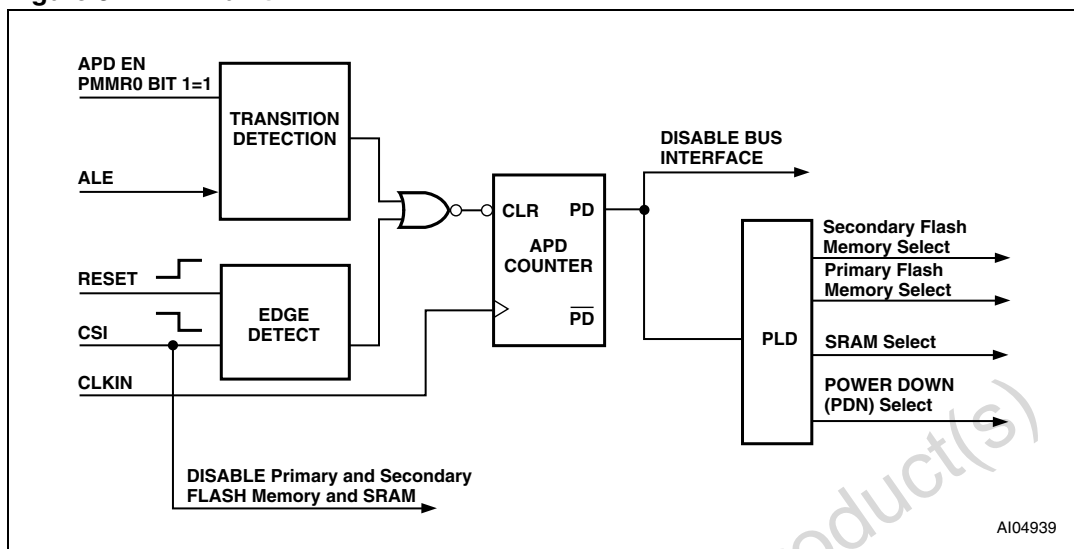 APD EN
PMMR0 BIT 1=1
TRANSITION
DETECTION
ALE
DISABLE BUS
INTERFACE
CLR
PD
APD
COUNTER
PD
RESET
CSI
EDGE
DETECT
CLKIN
PLD
Secondary Flash
Memory Select
Primary Flash
Memory Select
SRAM Select
POWER DOWN
(PDN) Select
DISABLE Primary and Secondary
FLASH Memory and SRAM
AI04939